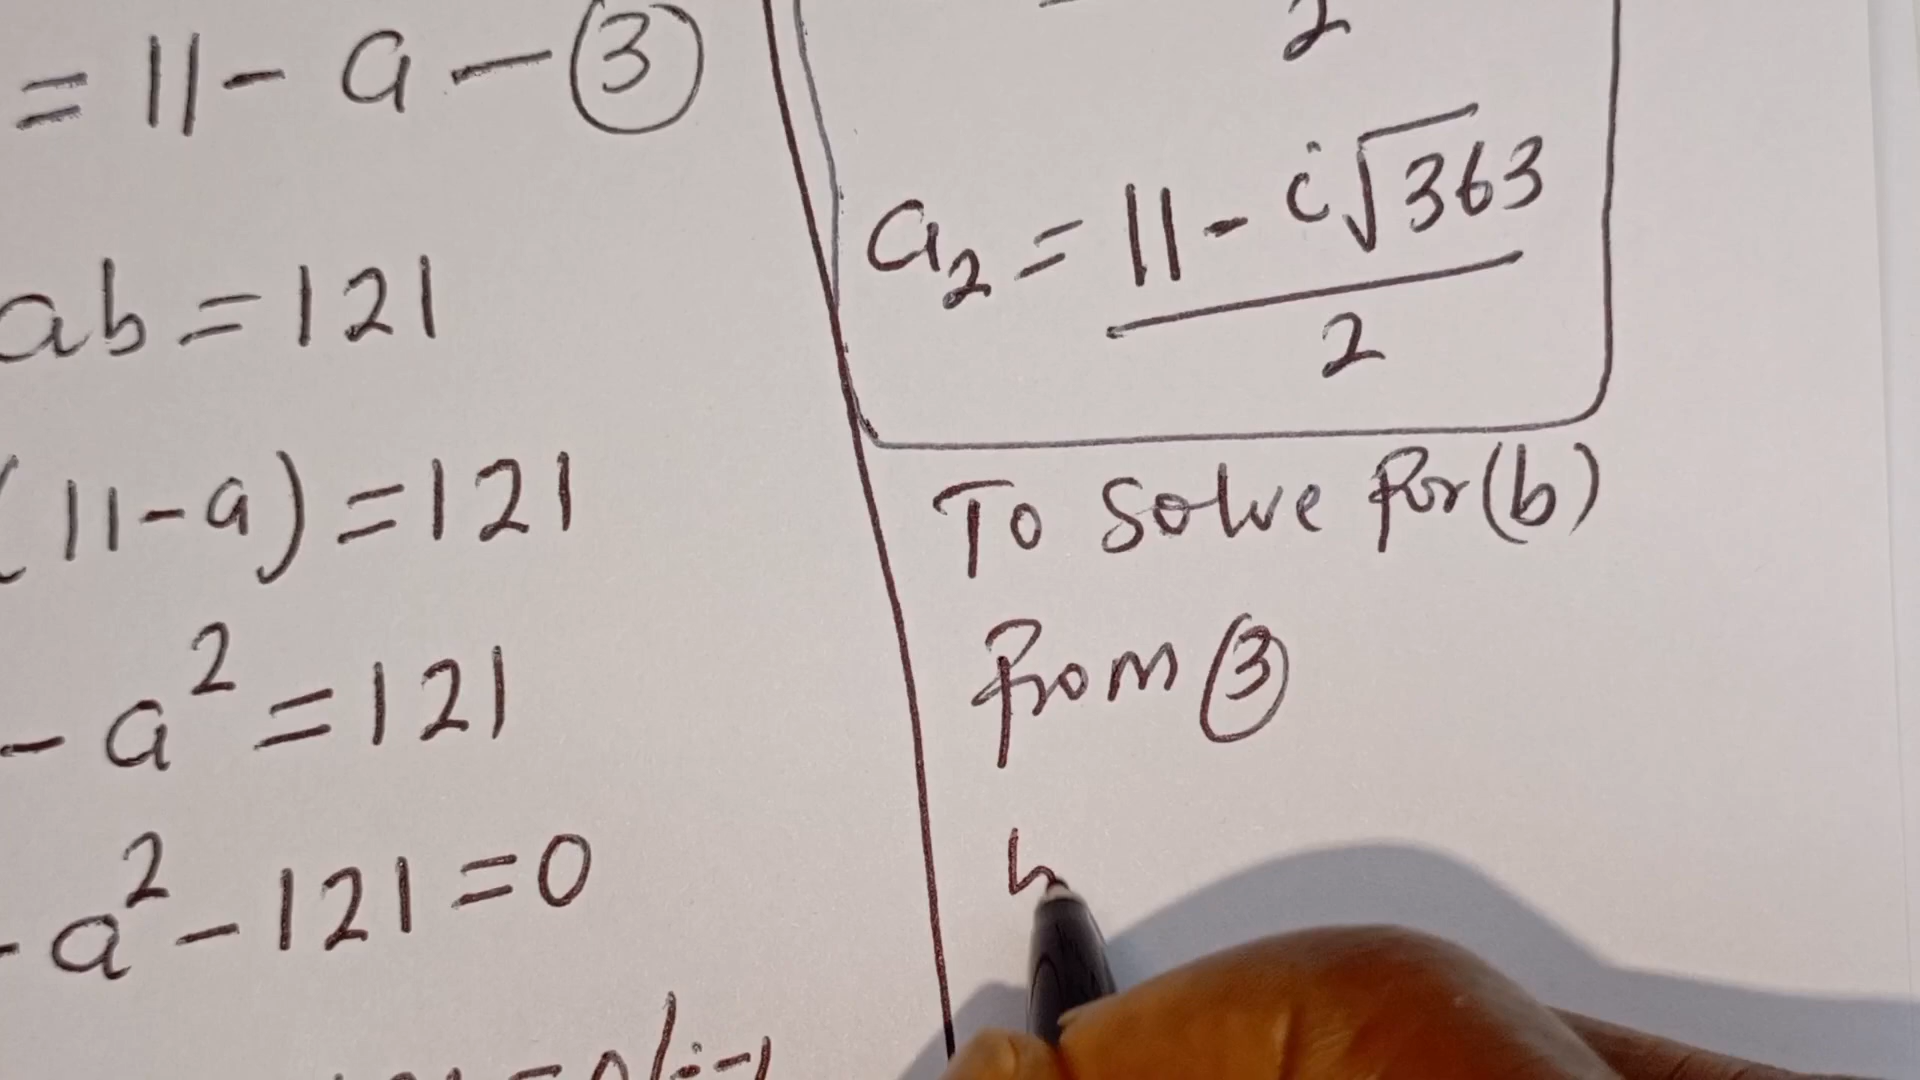 = 11 - a - ③
ab = 121
(11-a) = 121
- a² = 121
- a² - 121 = 0
2
a₂ = 11 - i√363
2
To Solve for (b)
from ③
b